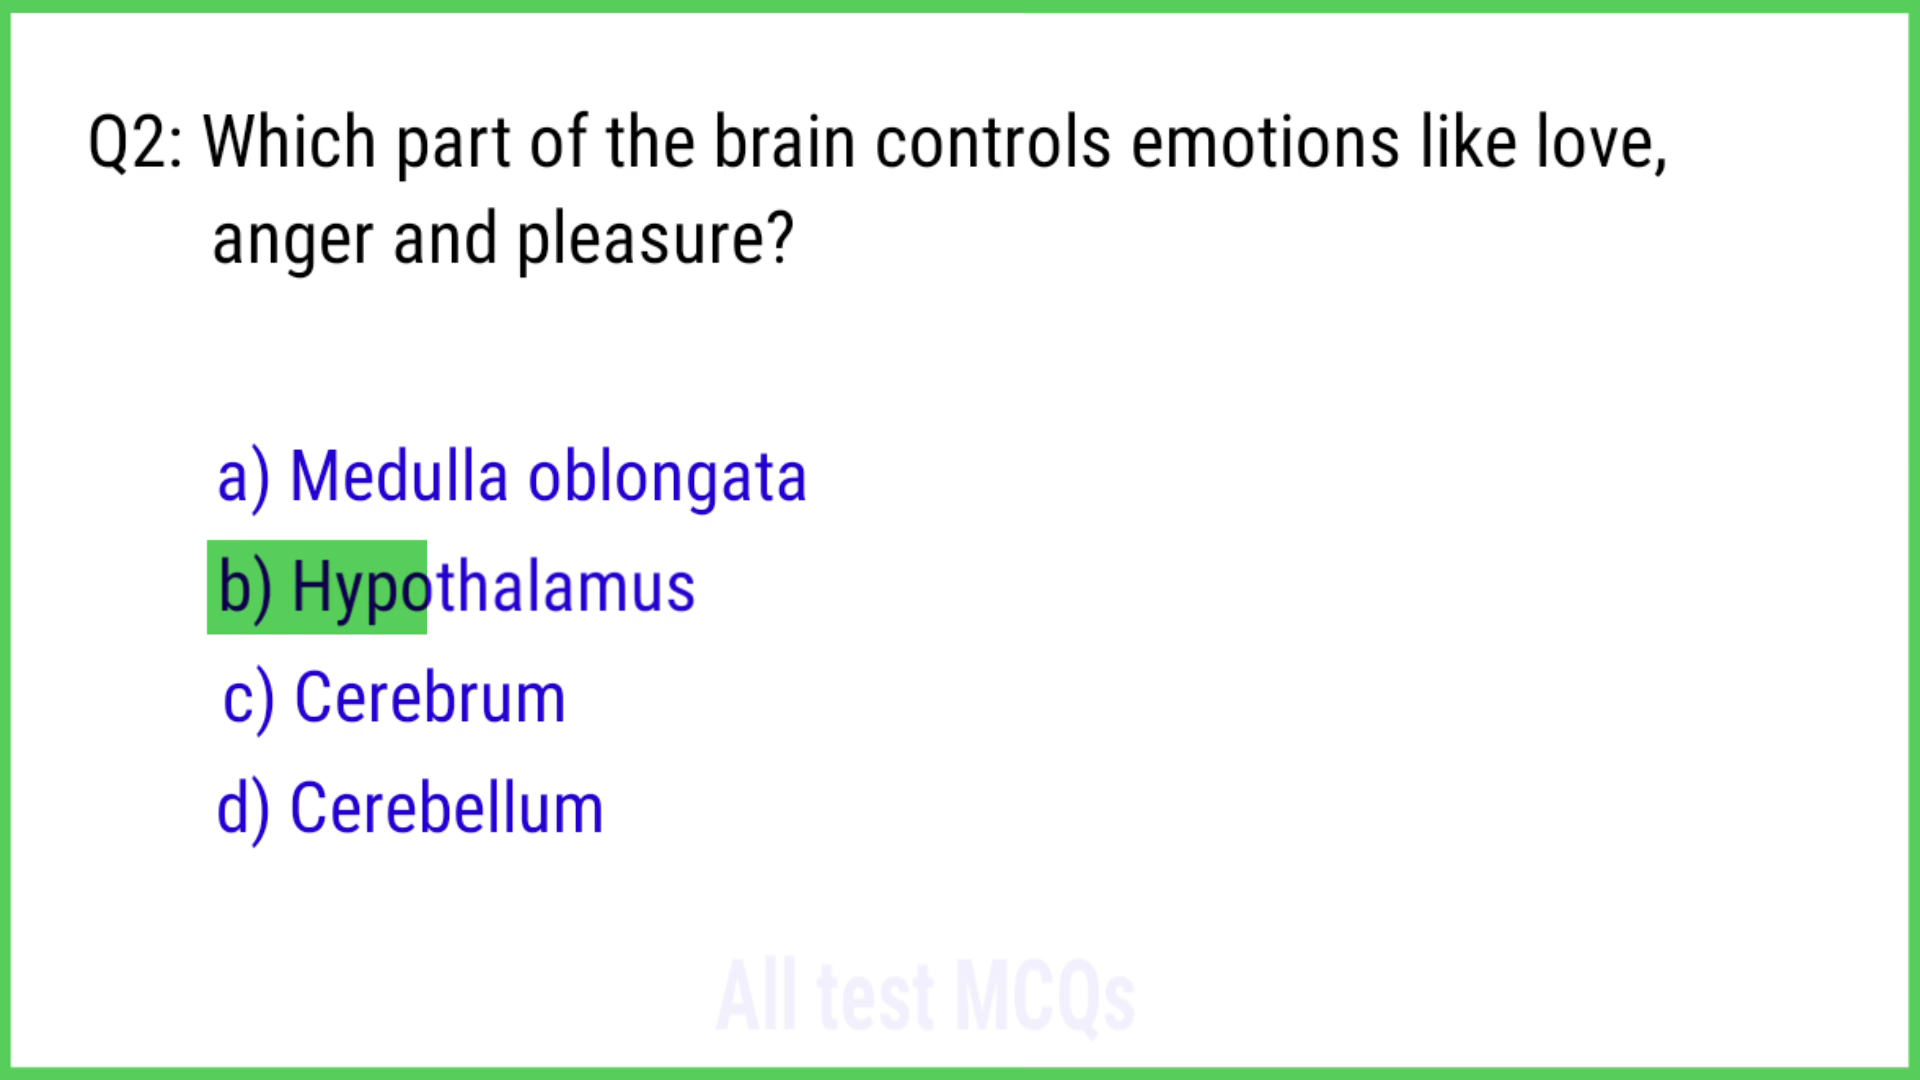 Q2: Which part of the brain controls emotions like love,
anger and pleasure?
a) Medulla oblongata
b) Hypothalamus
c) Cerebrum
d) Cerebellum
All test MCQs